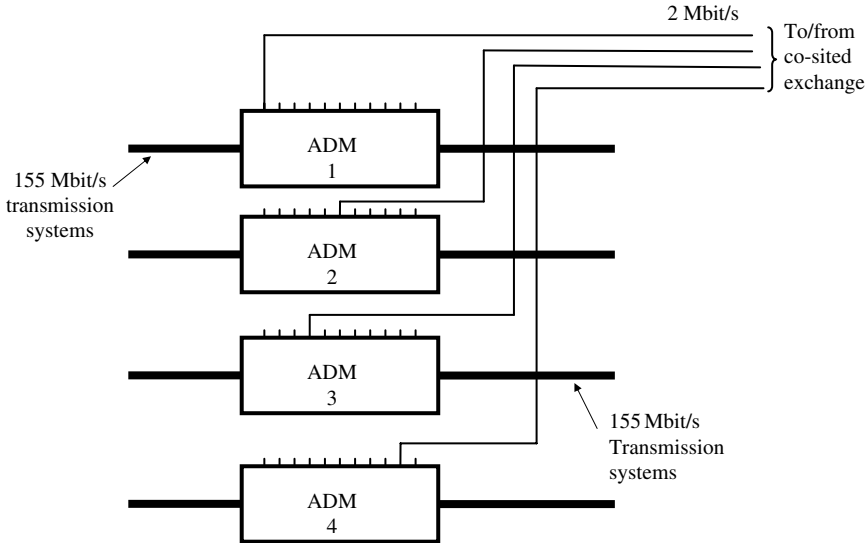 2 Mbit/s
To/from
co-sited
exchange
ADM
1
155 Mbit/s
transmission
systems
ADM
2
ADM
3
155 Mbit/s
Transmission
systems
ADM
4